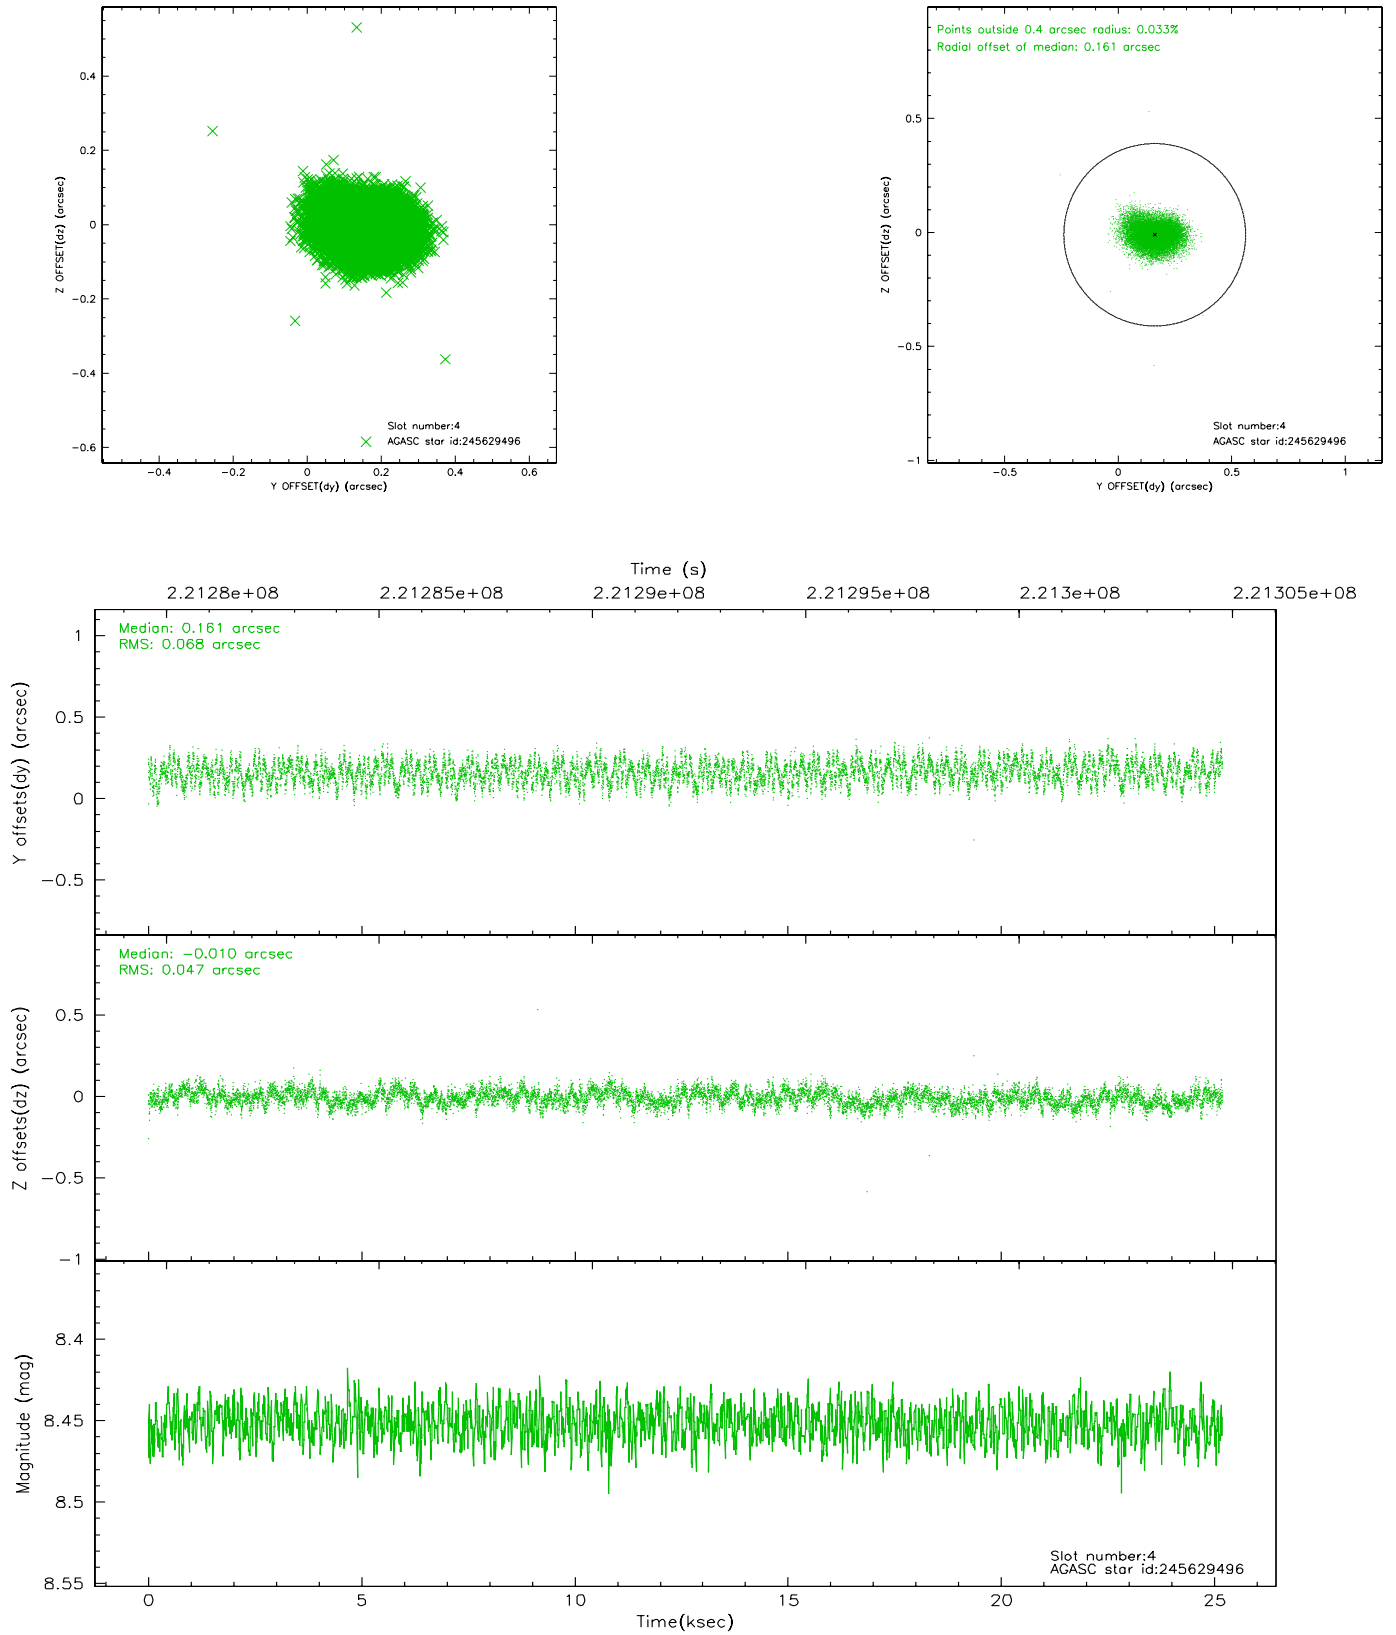 0.4
0.2
0
−0.2
−0.4
−0.6
Z OFFSET(dz) (arcsec)
Slot number:4
AGASC star id:245629496
−0.4 −0.2 0 0.2 0.4 0.6
Y OFFSET(dy) (arcsec)
Points outside 0.4 arcsec radius: 0.033%
Radial offset of median: 0.161 arcsec
0.5
0
−0.5
−1
Z OFFSET(dz) (arcsec)
Slot number:4
AGASC star id:245629496
−0.5 0 0.5 1
Y OFFSET(dy) (arcsec)
Time (s)
2.2128e+08 2.21285e+08 2.2129e+08 2.21295e+08 2.213e+08 2.21305e+08
Median: 0.161 arcsec
RMS: 0.068 arcsec
1
0.5
0
−0.5
Y offsets(dy) (arcsec)
Median: −0.010 arcsec
RMS: 0.047 arcsec
0.5
0
−0.5
−1
Z offsets(dz) (arcsec)
8.4
8.45
8.5
8.55
Magnitude (mag)
Slot number:4
AGASC star id:245629496
0 5 10 15 20 25
Time(ksec)